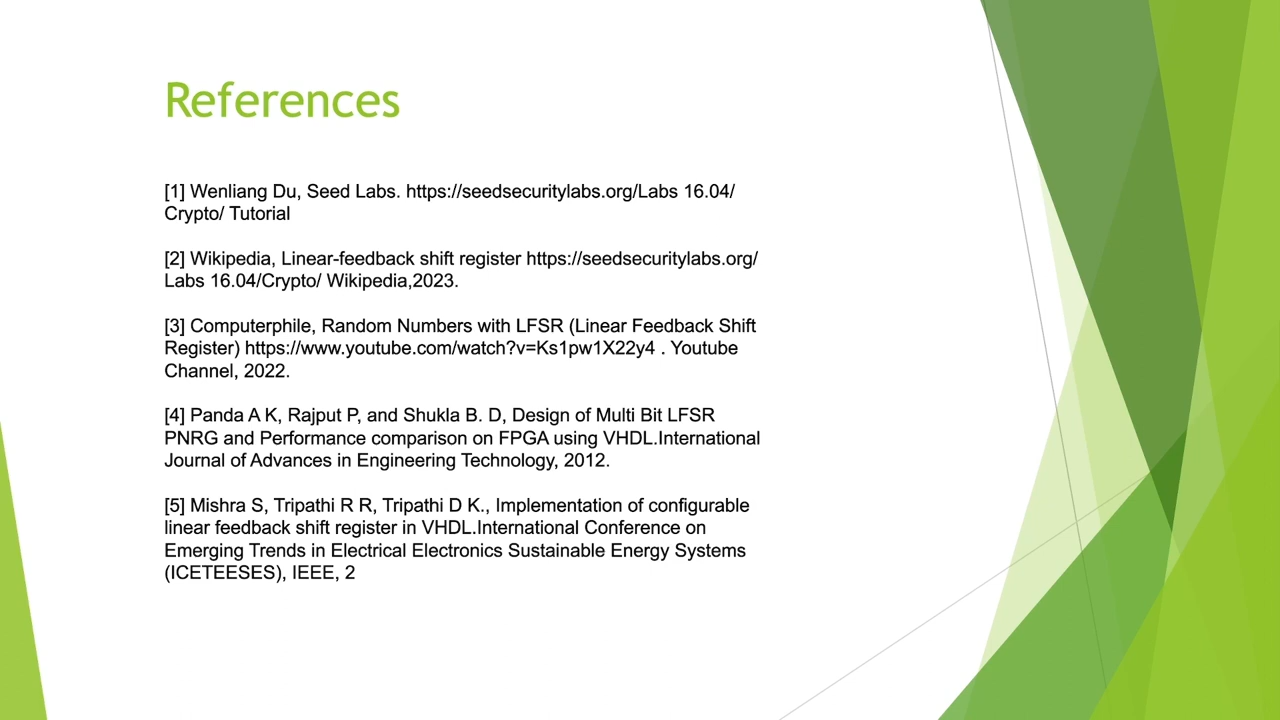 References
[1] Wenliang Du, Seed Labs. https://seedsecuritylabs.org/Labs 16.04/
Crypto/ Tutorial
[2] Wikipedia, Linear-feedback shift register https://seedsecuritylabs.org/
Labs 16.04/Crypto/ Wikipedia,2023.
[3] Computerphile, Random Numbers with LFSR (Linear Feedback Shift
Register) https://www.youtube.com/watch?v=Ks1pw1X22y4 . Youtube
Channel, 2022.
[4] Panda A K, Rajput P, and Shukla B. D, Design of Multi Bit LFSR
PNRG and Performance comparison on FPGA using VHDL.International
Journal of Advances in Engineering Technology, 2012.
[5] Mishra S, Tripathi R R, Tripathi D K., Implementation of configurable
linear feedback shift register in VHDL.International Conference on
Emerging Trends in Electrical Electronics Sustainable Energy Systems
(ICETEESES), IEEE, 2